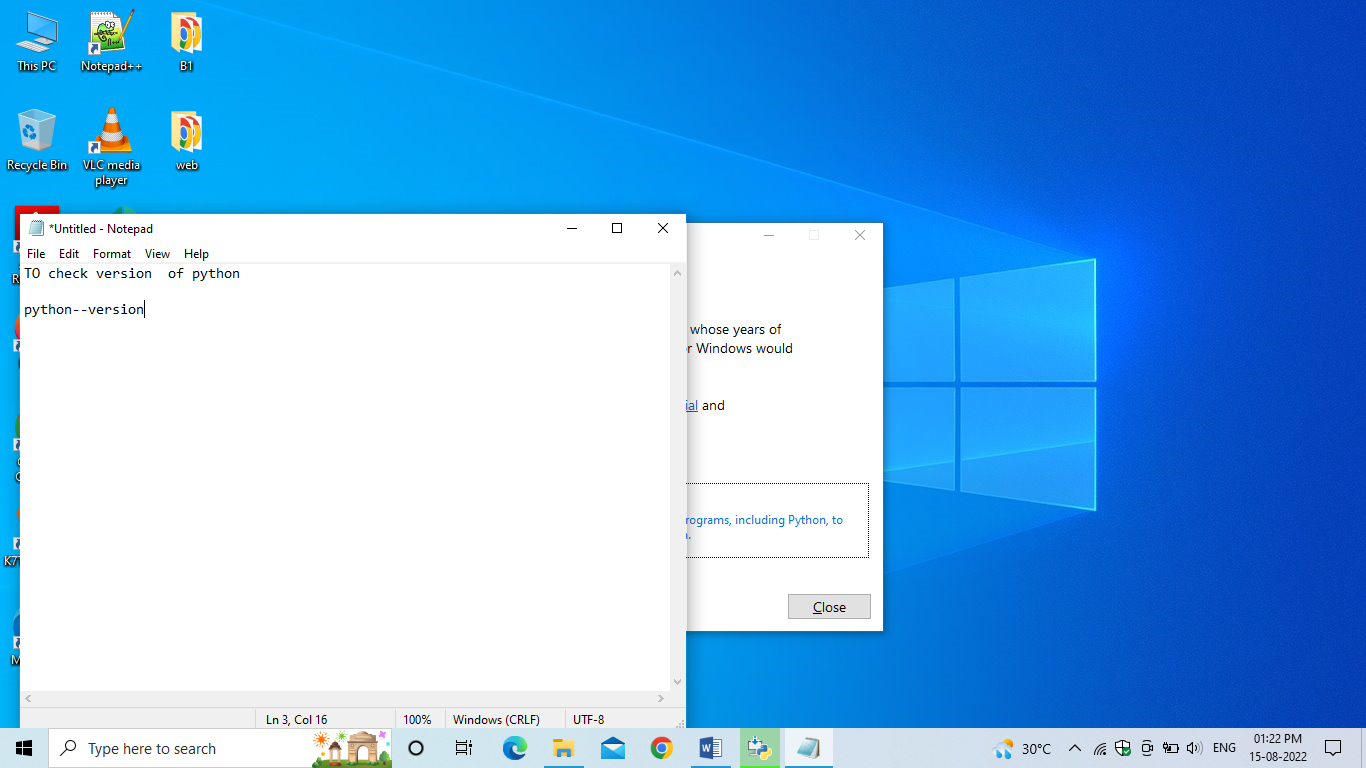 This PC
Notepad++
B1
Recycle Bin
VLC media
player
web
*Untitled - Notepad
File Edit Format View Help
TO check version  of python
python--version
whose years of
r Windows would
ial and
rograms, including Python, to
Close
Ln 3, Col 16
100%
Windows (CRLF)
UTF-8
Type here to search
30°C
ENG
01:22 PM
15-08-2022